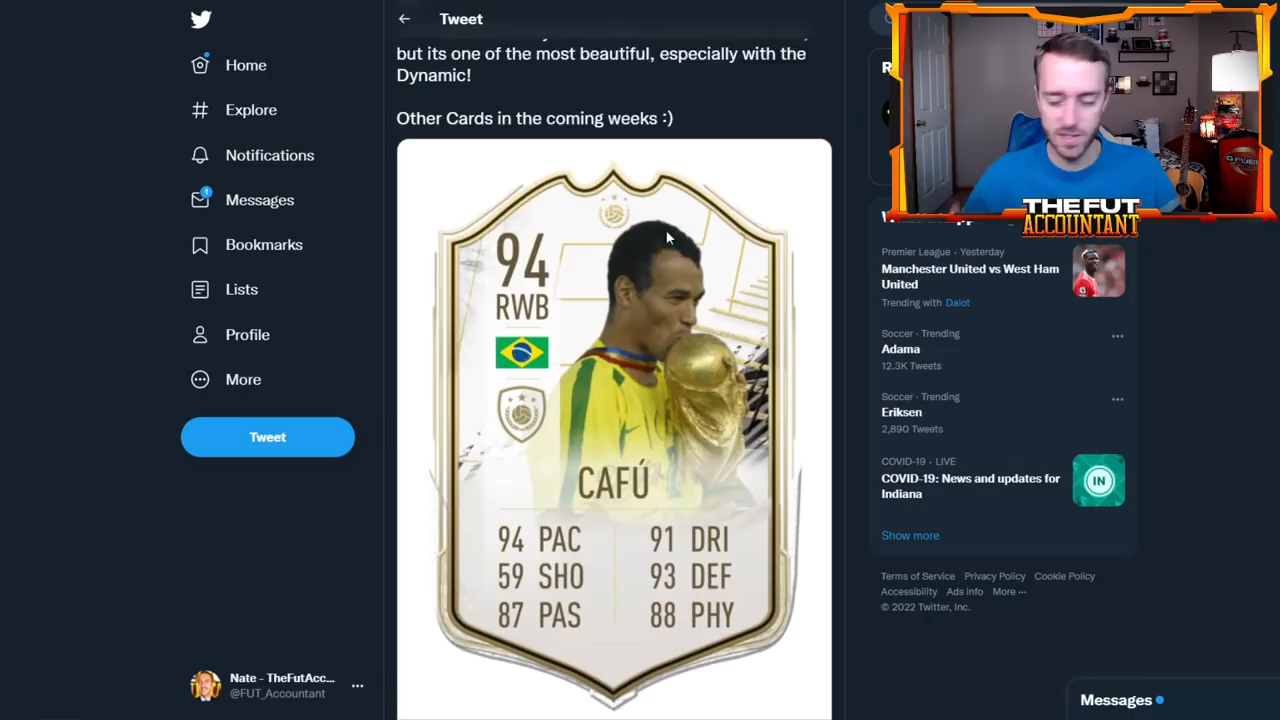 Tweet
Home
Explore
Notifications
1
Messages
Bookmarks
Lists
Profile
More
Tweet
Nate - TheFutAcc...
@FUT_Accountant
but its one of the most beautiful, especially with the
Dynamic!
Other Cards in the coming weeks :)
94
RWB
CAFÚ
94 PAC
59 SHO
87 PAS
91 DRI
93 DEF
88 PHY
THE FUT
ACCOUNTANT
Premier League · Yesterday
Manchester United vs West Ham
United
Trending with Dalot
Soccer · Trending
Adama
12.3K Tweets
Soccer · Trending
Eriksen
2,890 Tweets
COVID-19 · LIVE
COVID-19: News and updates for
Indiana
IN
Show more
Terms of Service Privacy Policy Cookie Policy
Accessibility Ads info More ···
© 2022 Twitter, Inc.
Messages